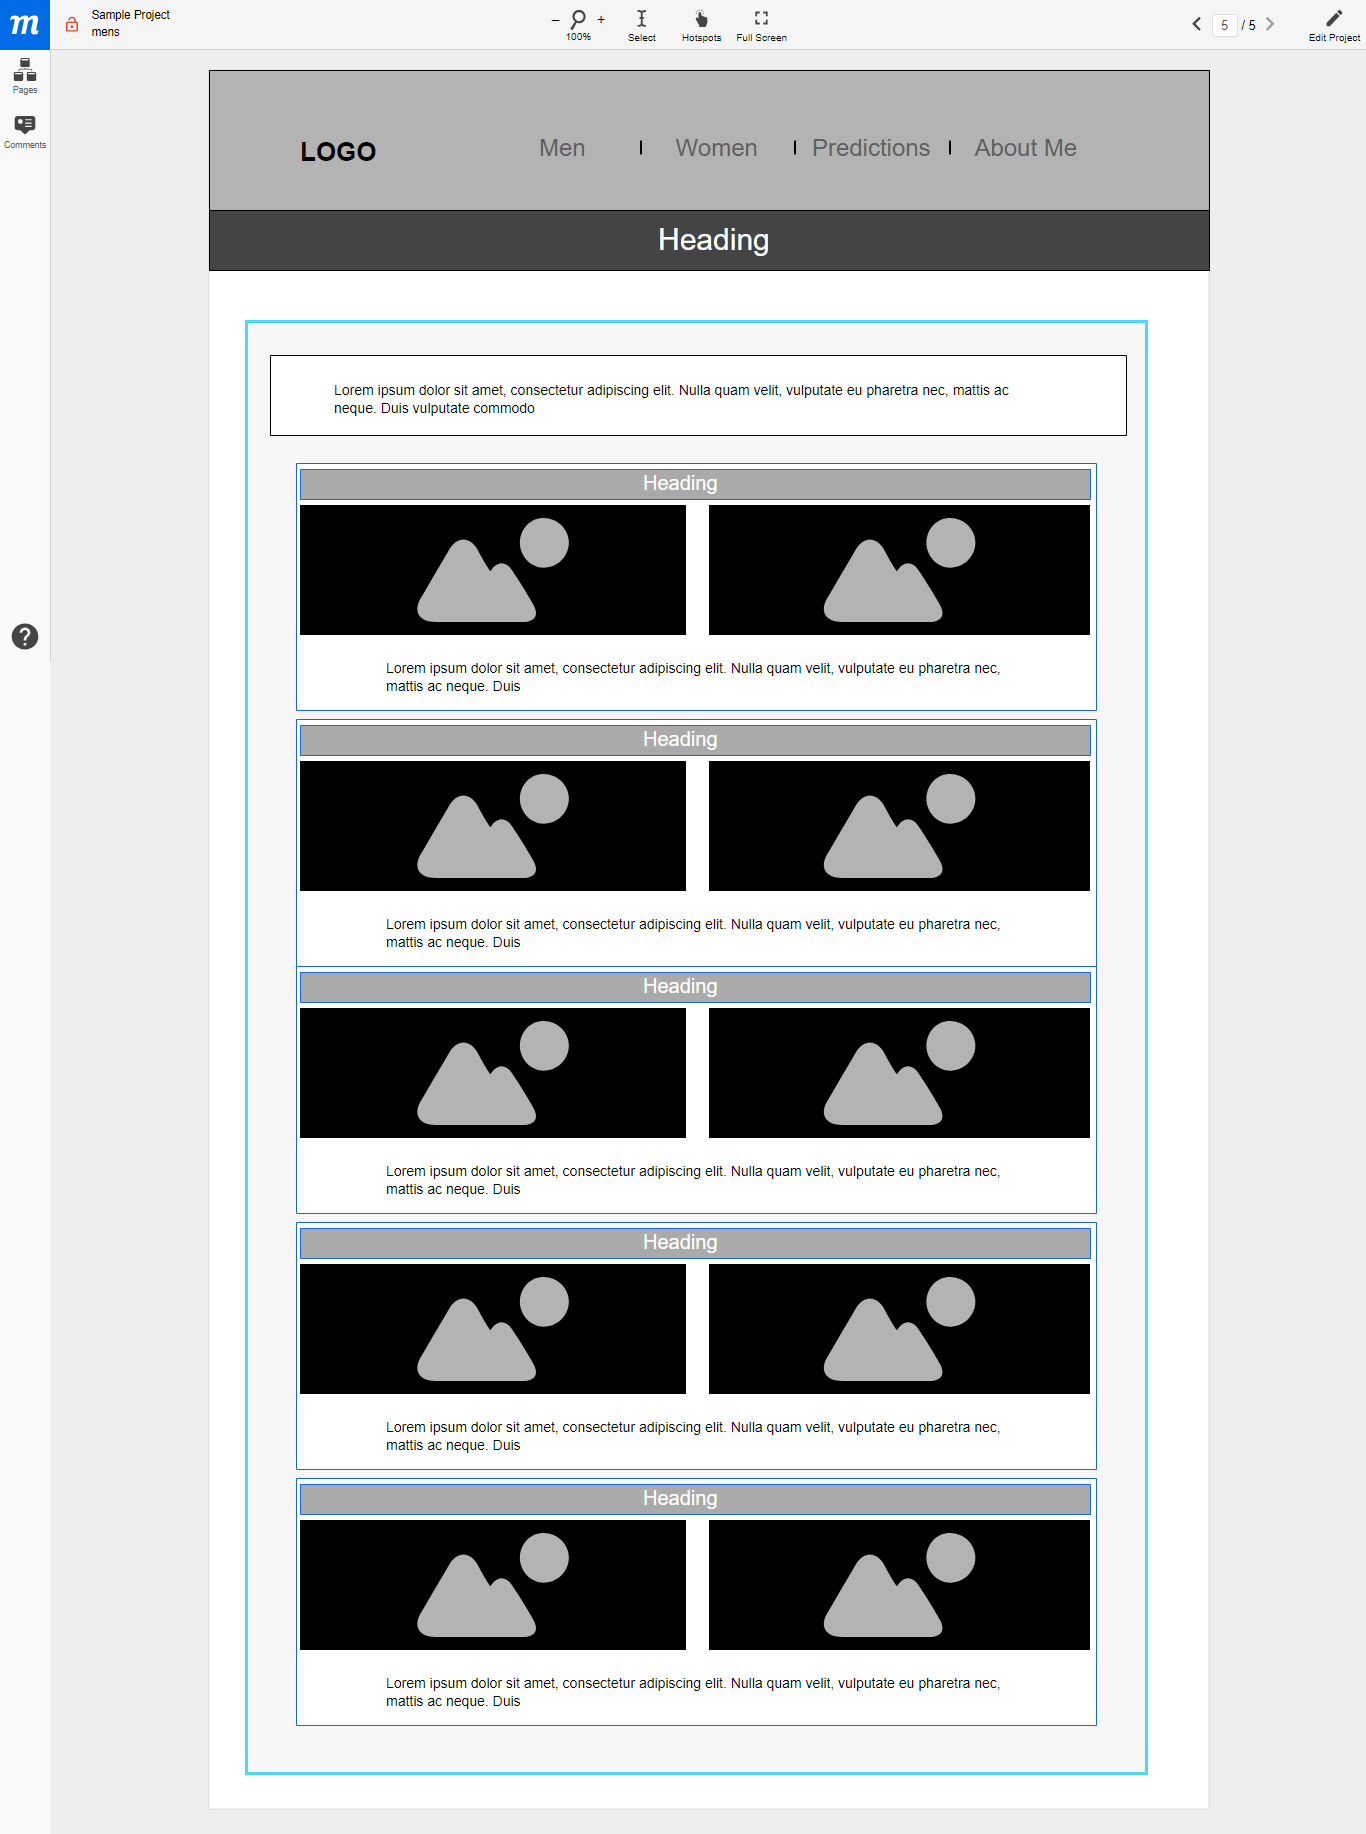 m
Sample Project
mens
100%
Select
Hotspots
Full Screen
5 / 5
Edit Project
Pages
Comments
LOGO
Men
Women
Predictions
About Me
Heading
Lorem ipsum dolor sit amet, consectetur adipiscing elit. Nulla quam velit, vulputate eu pharetra nec, mattis ac
neque. Duis vulputate commodo
Heading
Lorem ipsum dolor sit amet, consectetur adipiscing elit. Nulla quam velit, vulputate eu pharetra nec,
mattis ac neque. Duis
Heading
Lorem ipsum dolor sit amet, consectetur adipiscing elit. Nulla quam velit, vulputate eu pharetra nec,
mattis ac neque. Duis
Heading
Lorem ipsum dolor sit amet, consectetur adipiscing elit. Nulla quam velit, vulputate eu pharetra nec,
mattis ac neque. Duis
Heading
Lorem ipsum dolor sit amet, consectetur adipiscing elit. Nulla quam velit, vulputate eu pharetra nec,
mattis ac neque. Duis
Heading
Lorem ipsum dolor sit amet, consectetur adipiscing elit. Nulla quam velit, vulputate eu pharetra nec,
mattis ac neque. Duis